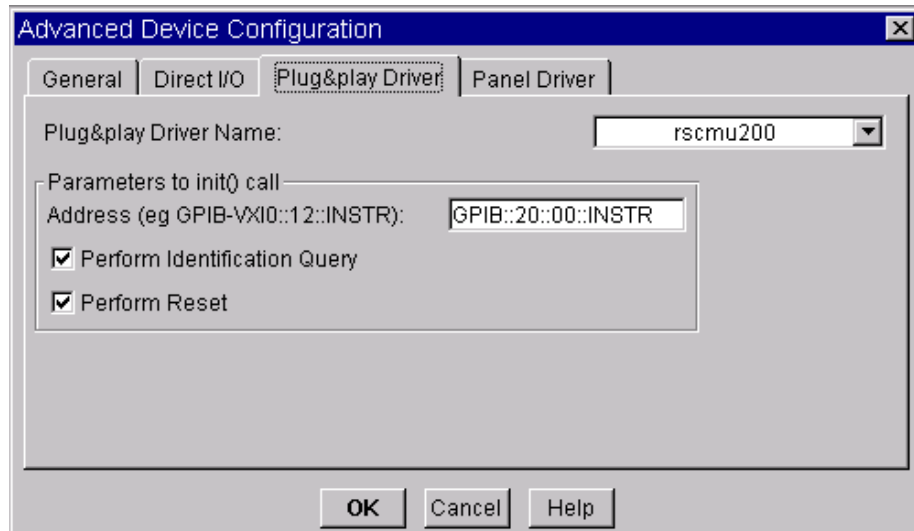 Advanced Device Configuration
General Direct I/O Plug&play Driver Panel Driver
Plug&play Driver Name: rscmu200
Parameters to init() call
Address (eg GPIB-VXI0::12::INSTR): GPIB::20::00::INSTR
Perform Identification Query
Perform Reset
OK Cancel Help